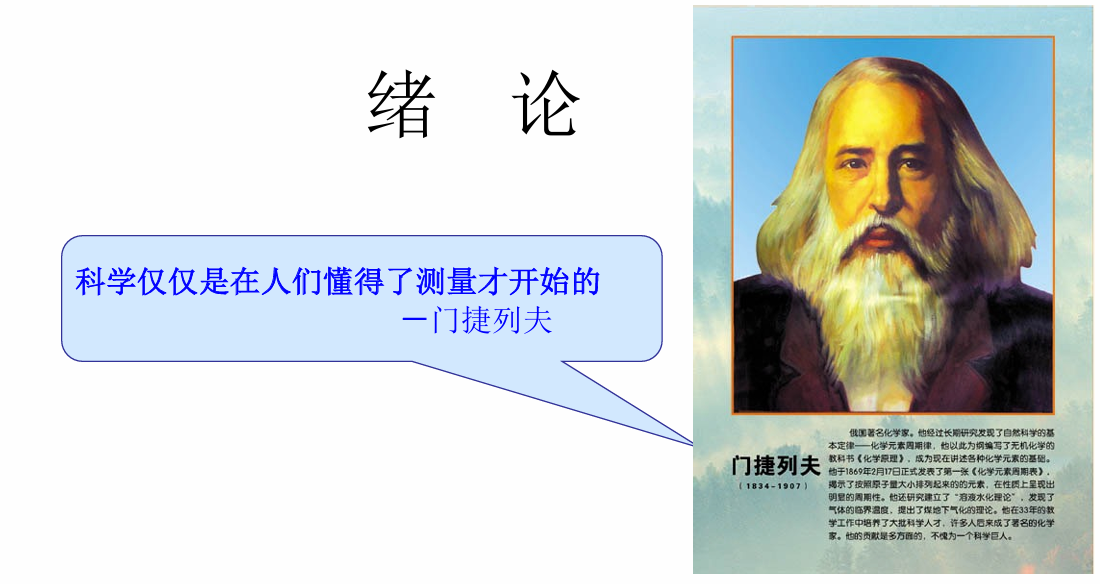 绪 论
科学仅仅是在人们懂得了测量才开始的
－门捷列夫
门捷列夫
(1834-1907)
俄国著名化学家。他经过长期研究发现了自然科学的基
本定律——化学元素周期律，他以此为纲编写了无机化学的
教科书《化学原理》，成为现在讲述各种化学元素的基础。
他于1869年2月17日正式发表了第一张《化学元素周期表》，
揭示了按照原子量大小排列起来的的元素，在性质上呈现出
明显的周期性。他还研究建立了“溶液水化理论”，发现了
气体的临界温度，提出了煤地下气化的理论。他在33年的教
学工作中培养了大批科学人才，许多人后来成了著名的化学
家。他的贡献是多方面的，不愧为一个科学巨人。